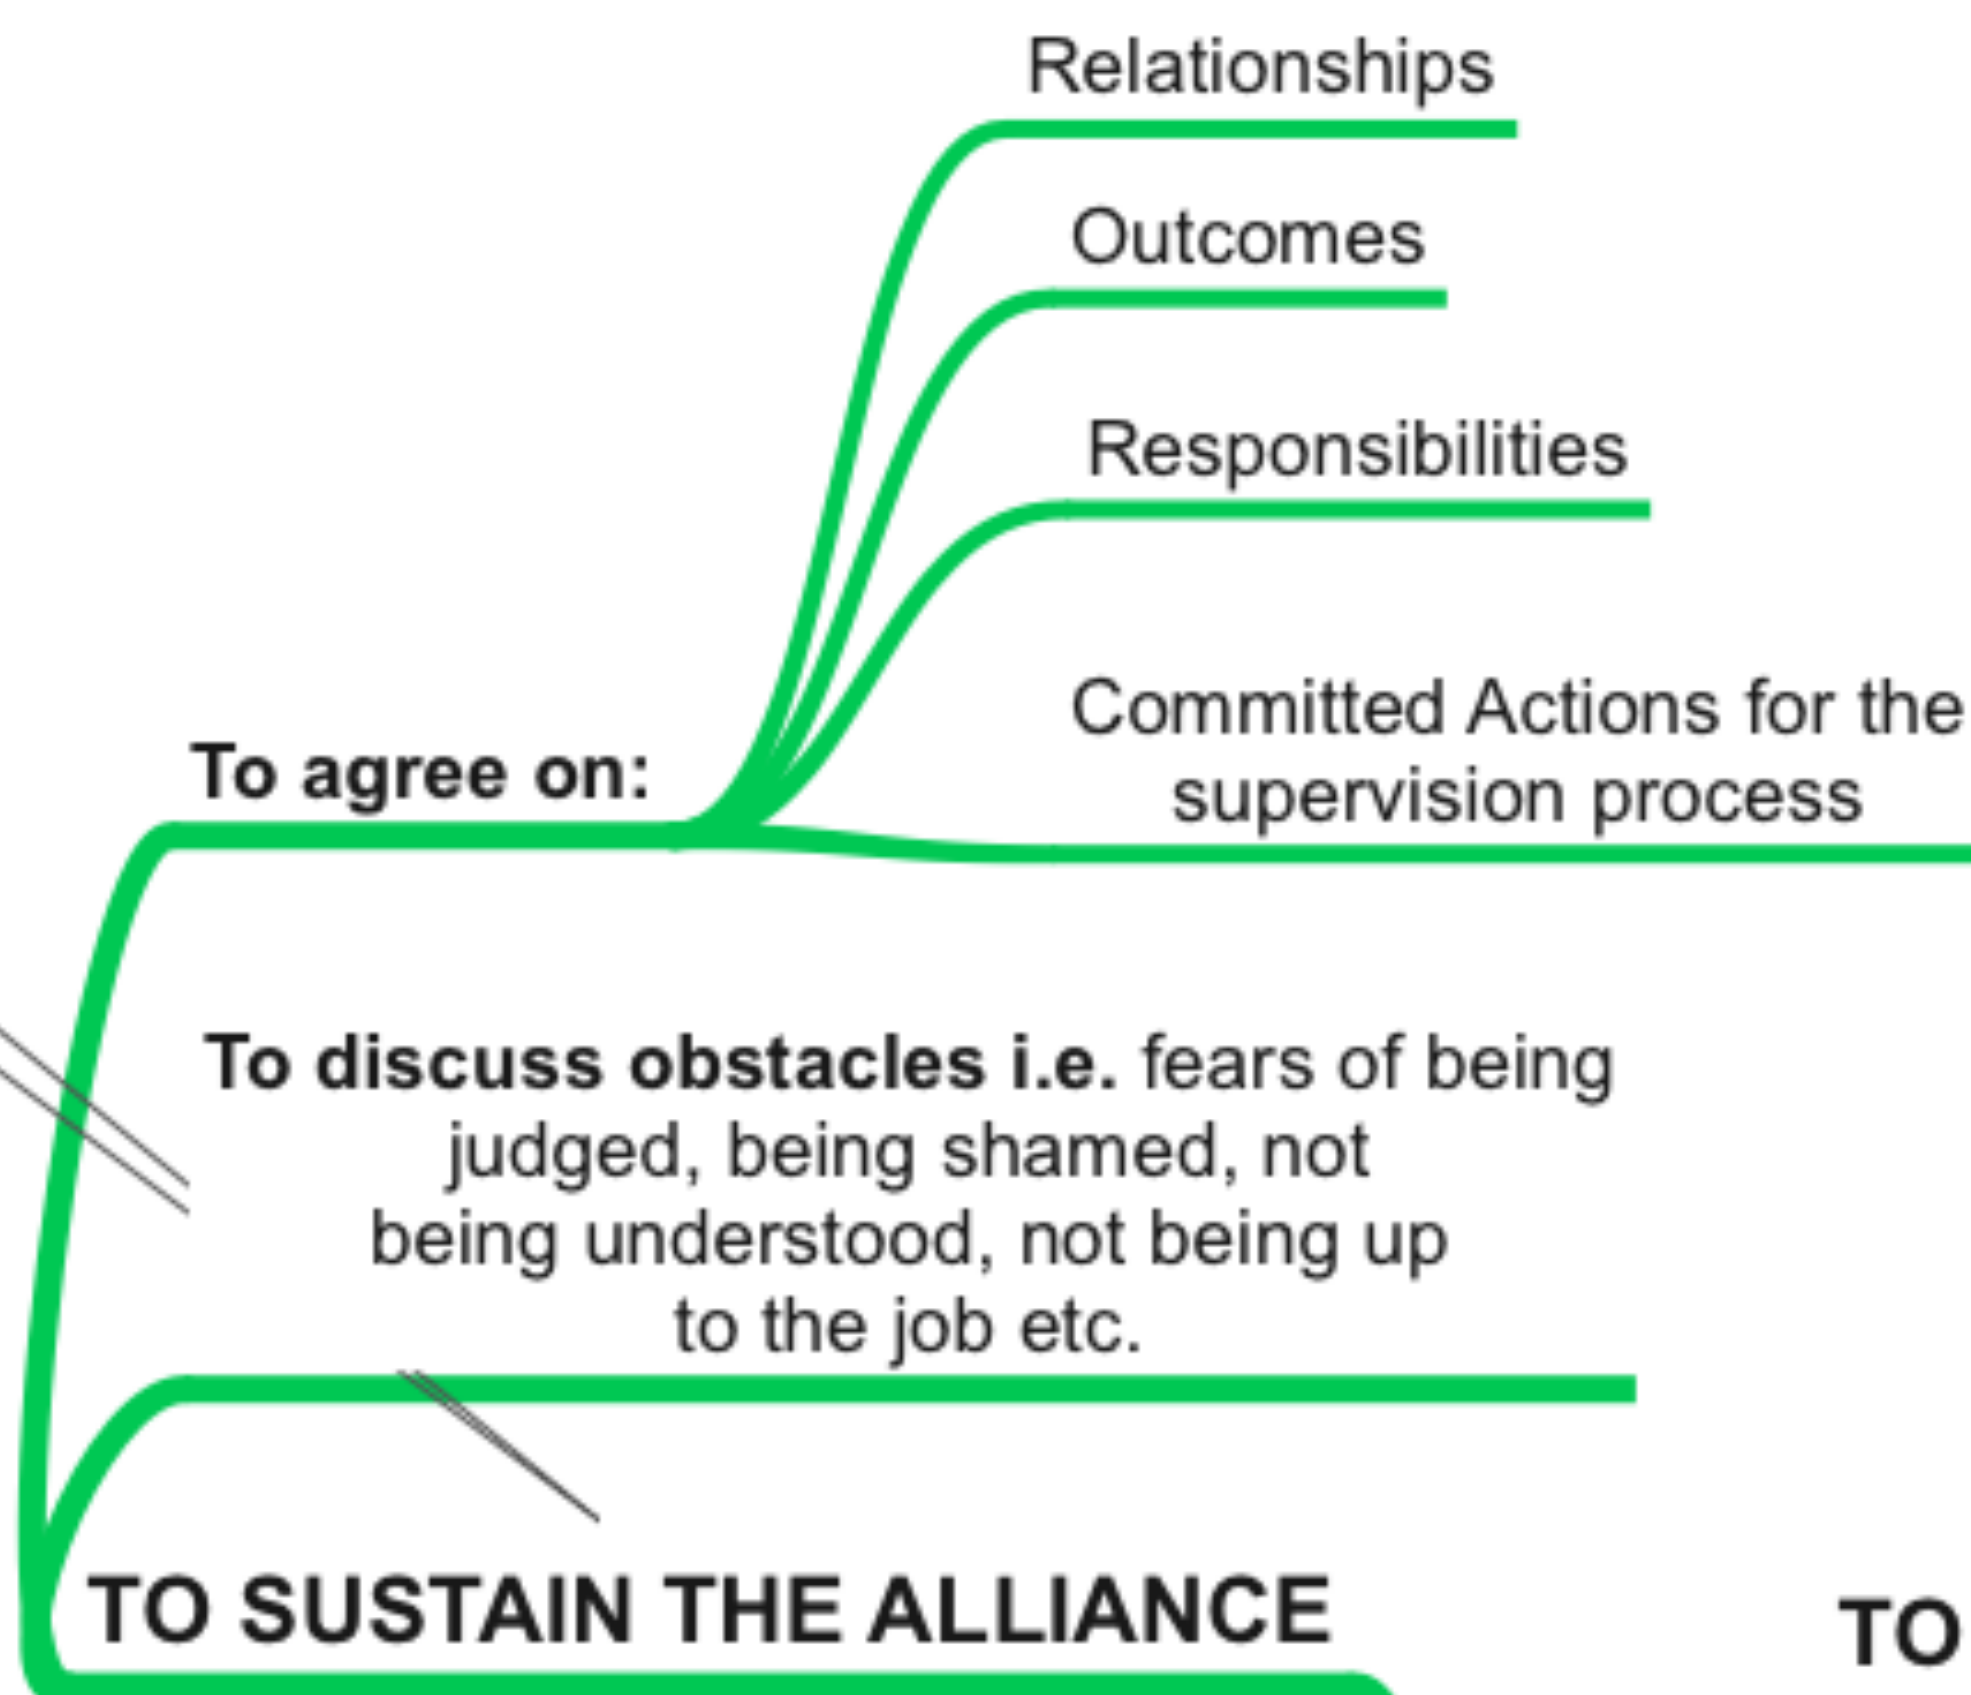 Relationships
Outcomes
Responsibilities
Committed Actions for the
supervision process
To agree on:
To discuss obstacles i.e. fears of being
judged, being shamed, not
being understood, not being up
to the job etc.
TO SUSTAIN THE ALLIANCE
TO